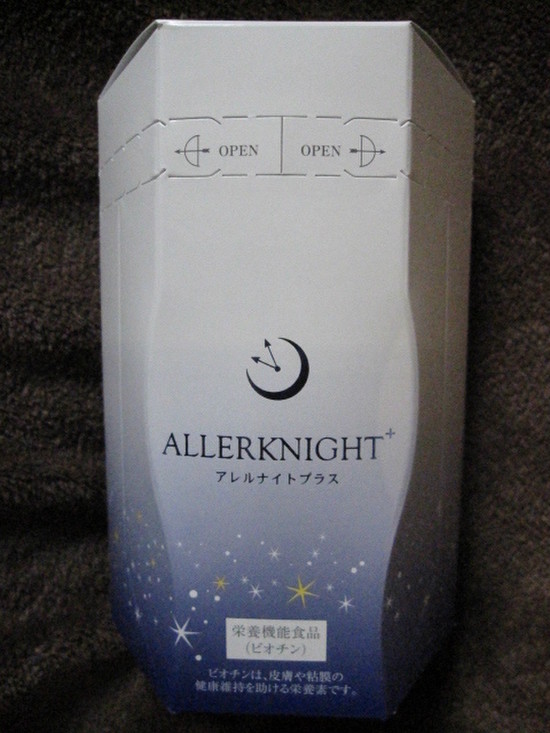 OPEN OPEN
ALLERKNIGHT+
アレルナイトプラス
栄養機能食品
(ビオチン)
ビオチンは、皮膚や粘膜の
健康維持を助ける栄養素です。